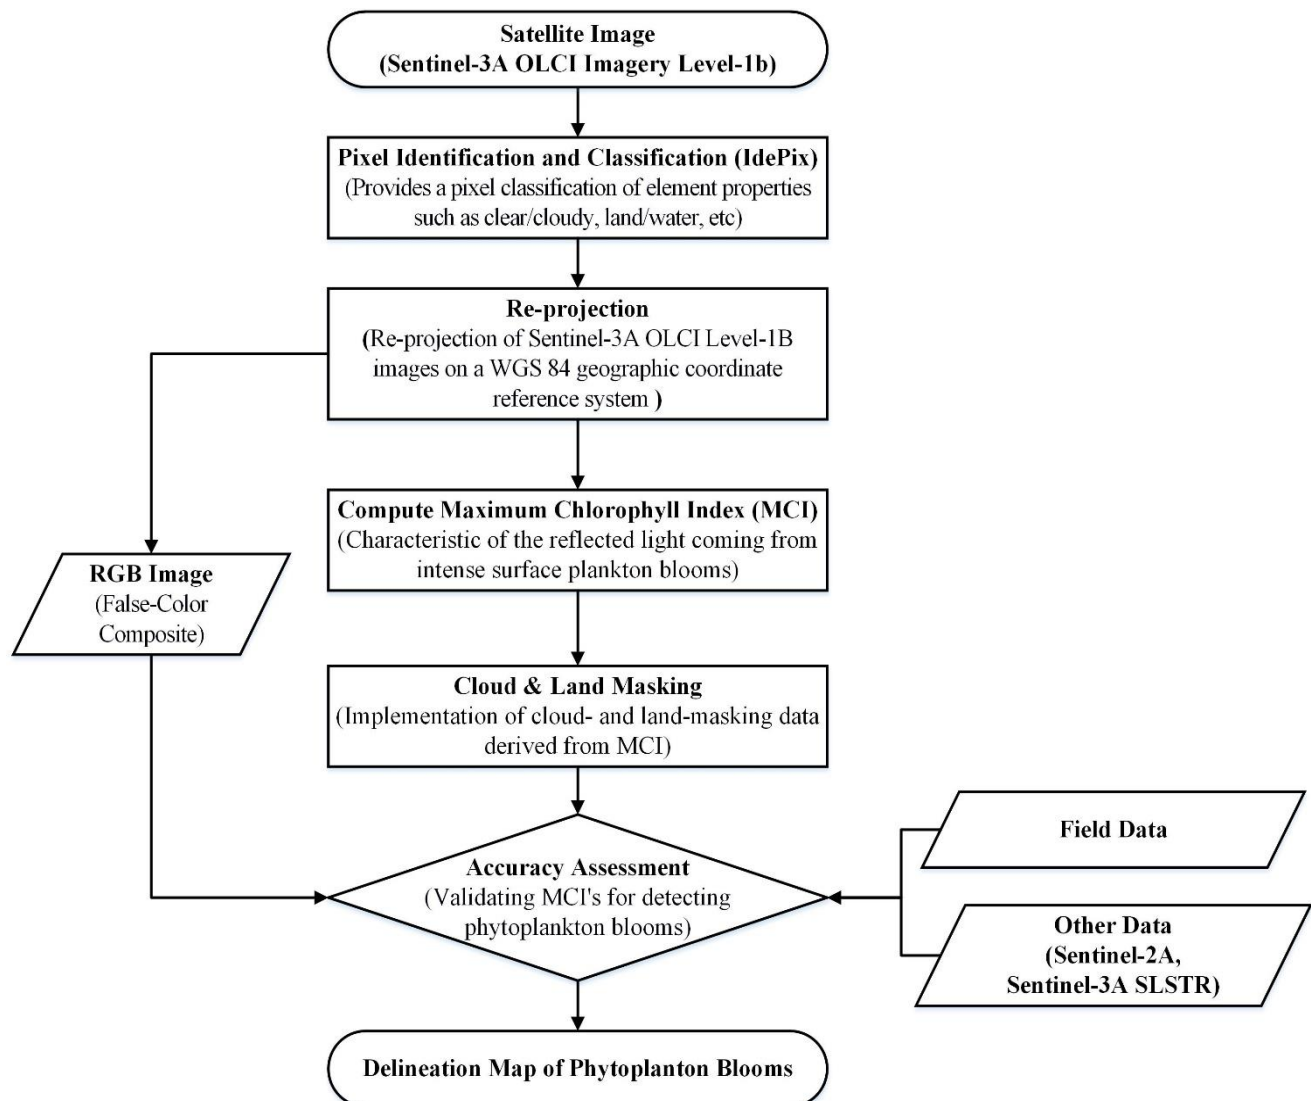 Satellite Image
(Sentinel-3A OLCI Imagery Level-1b)
Pixel Identification and Classification (IdePix)
(Provides a pixel classification of element properties
such as clear/cloudy, land/water, etc)
Re-projection
(Re-projection of Sentinel-3A OLCI Level-1B
images on a WGS 84 geographic coordinate
reference system )
Compute Maximum Chlorophyll Index (MCI)
(Characteristic of the reflected light coming from
intense surface plankton blooms)
RGB Image
(False-Color
Composite)
Cloud & Land Masking
(Implementation of cloud- and land-masking data
derived from MCI)
Accuracy Assessment
(Validating MCI's for detecting
phytoplankton blooms)
Field Data
Other Data
(Sentinel-2A,
Sentinel-3A SLSTR)
Delineation Map of Phytoplanton Blooms